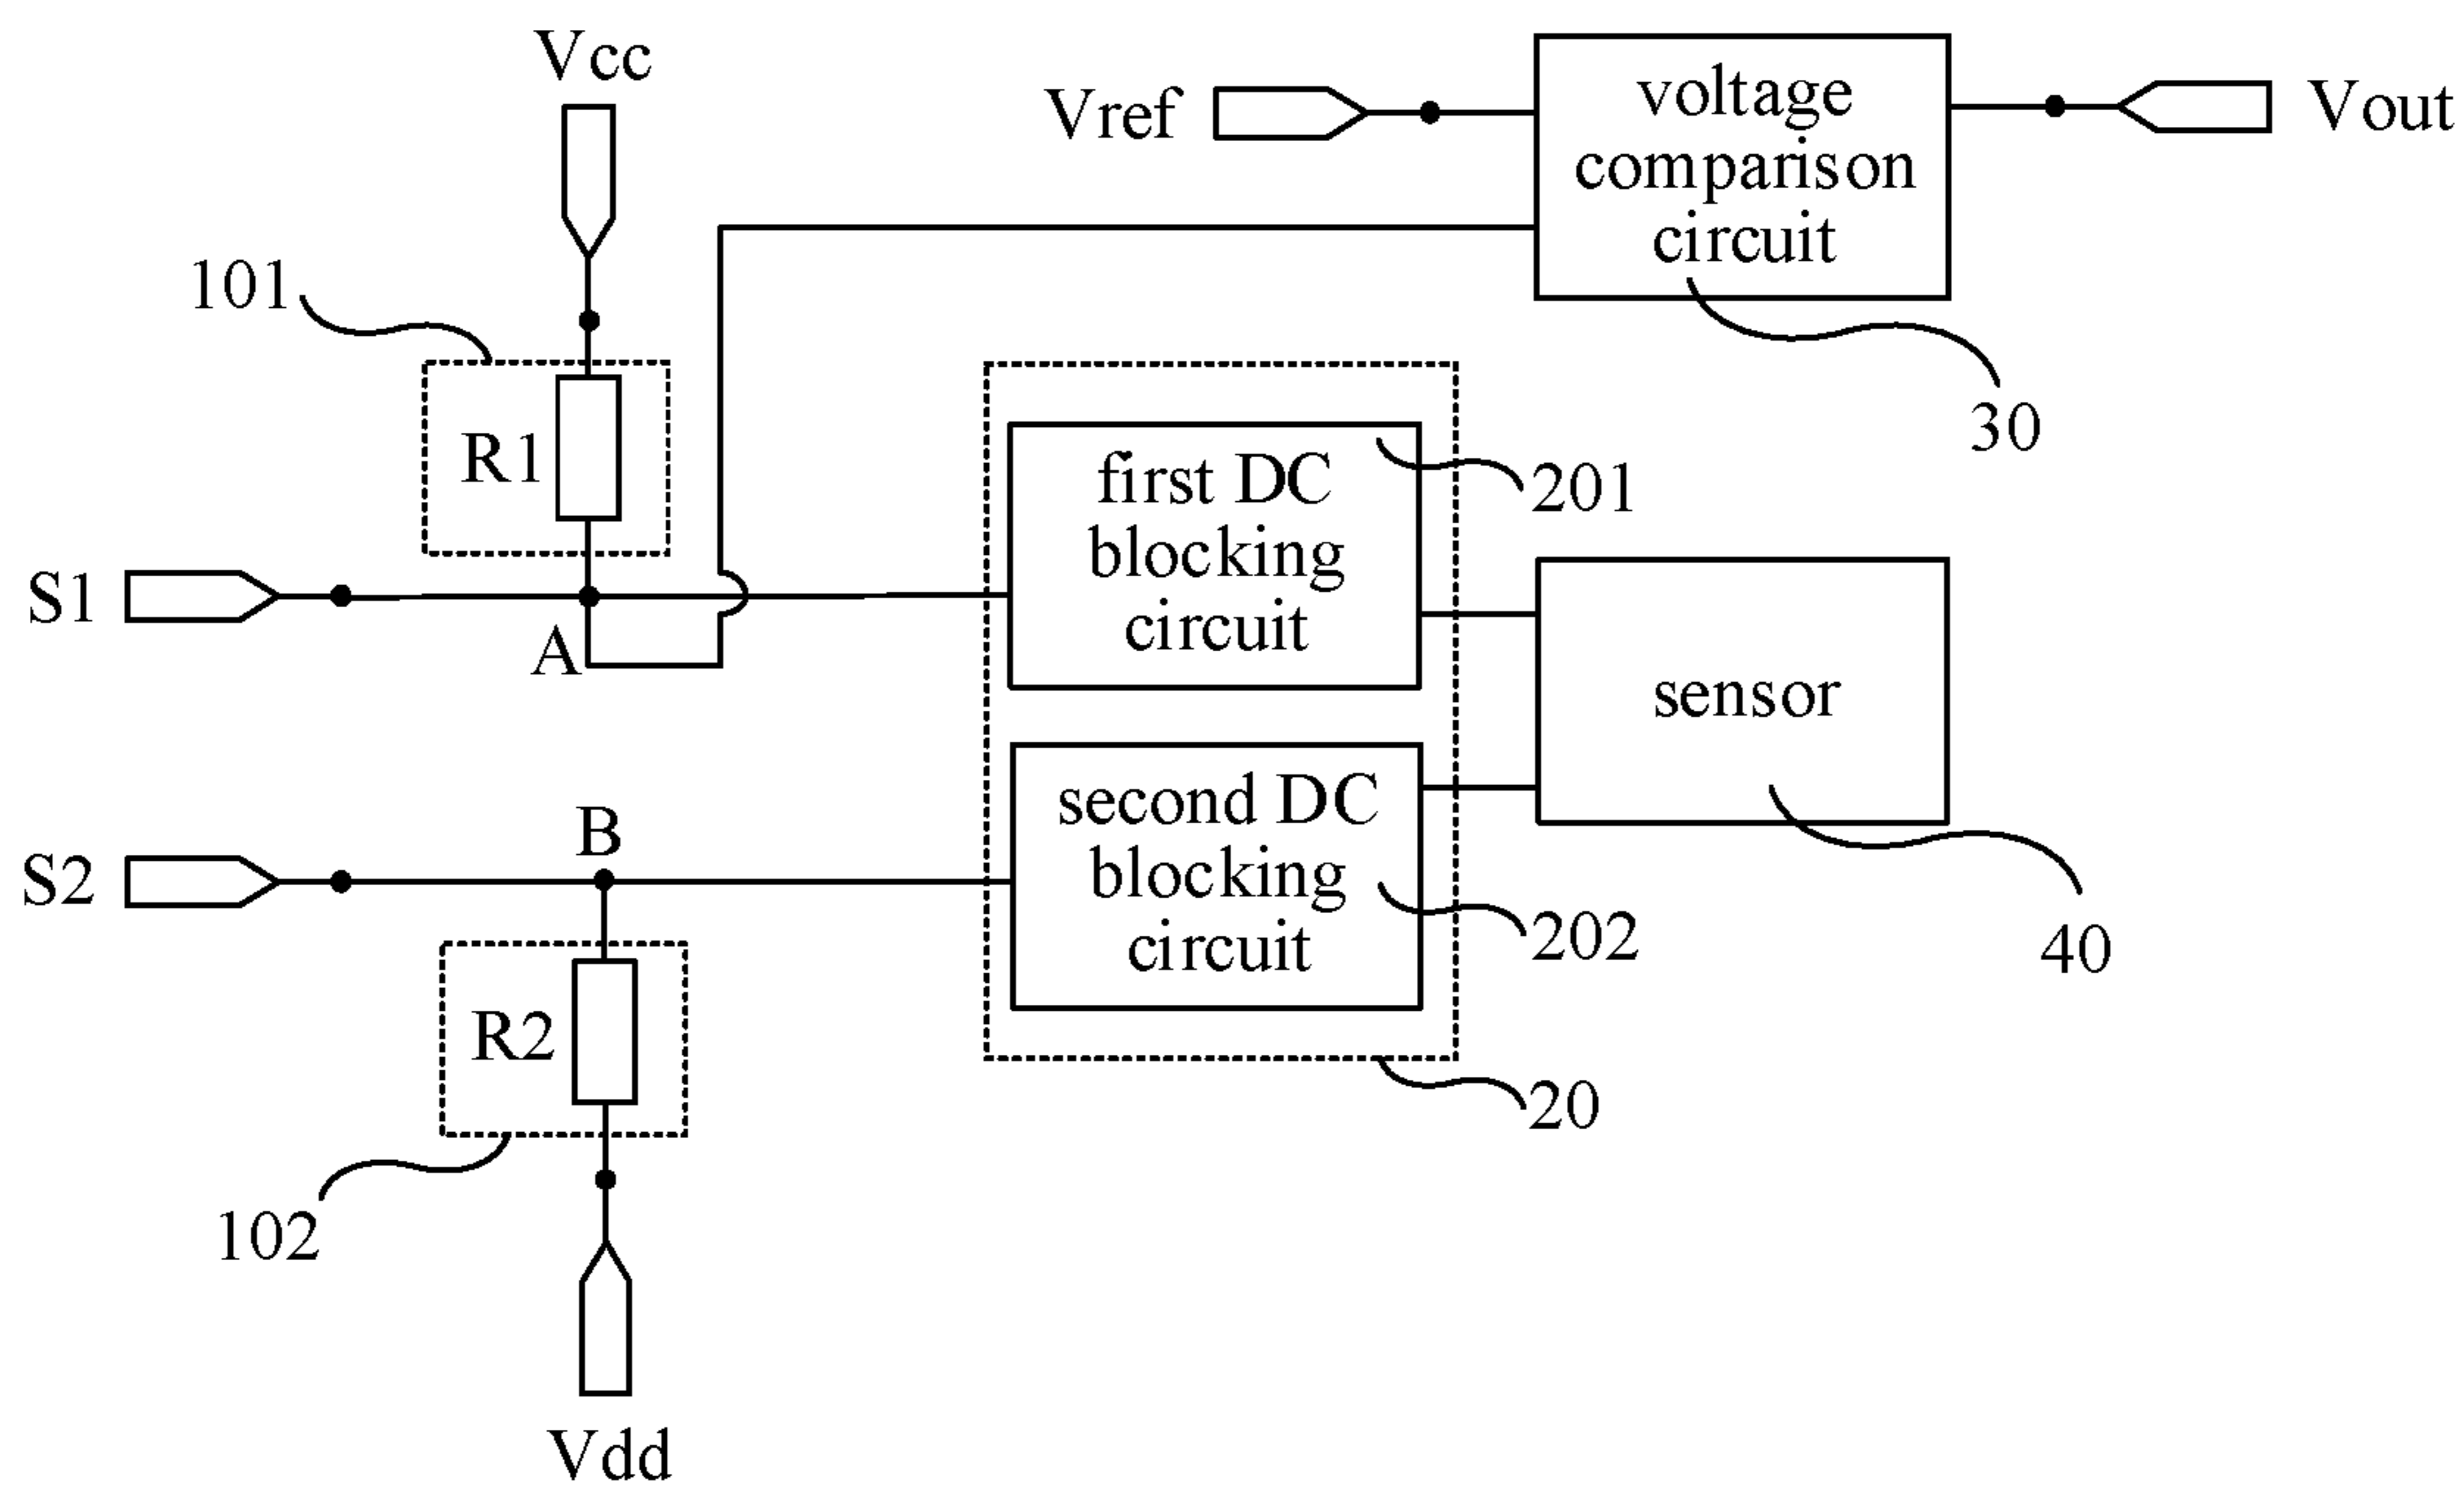 Vcc
Vref
voltage
comparison
circuit
Vout
101
30
R1
first DC
blocking
circuit
201
S1
A
sensor
S2
B
second DC
blocking
circuit
202
40
R2
20
102
Vdd